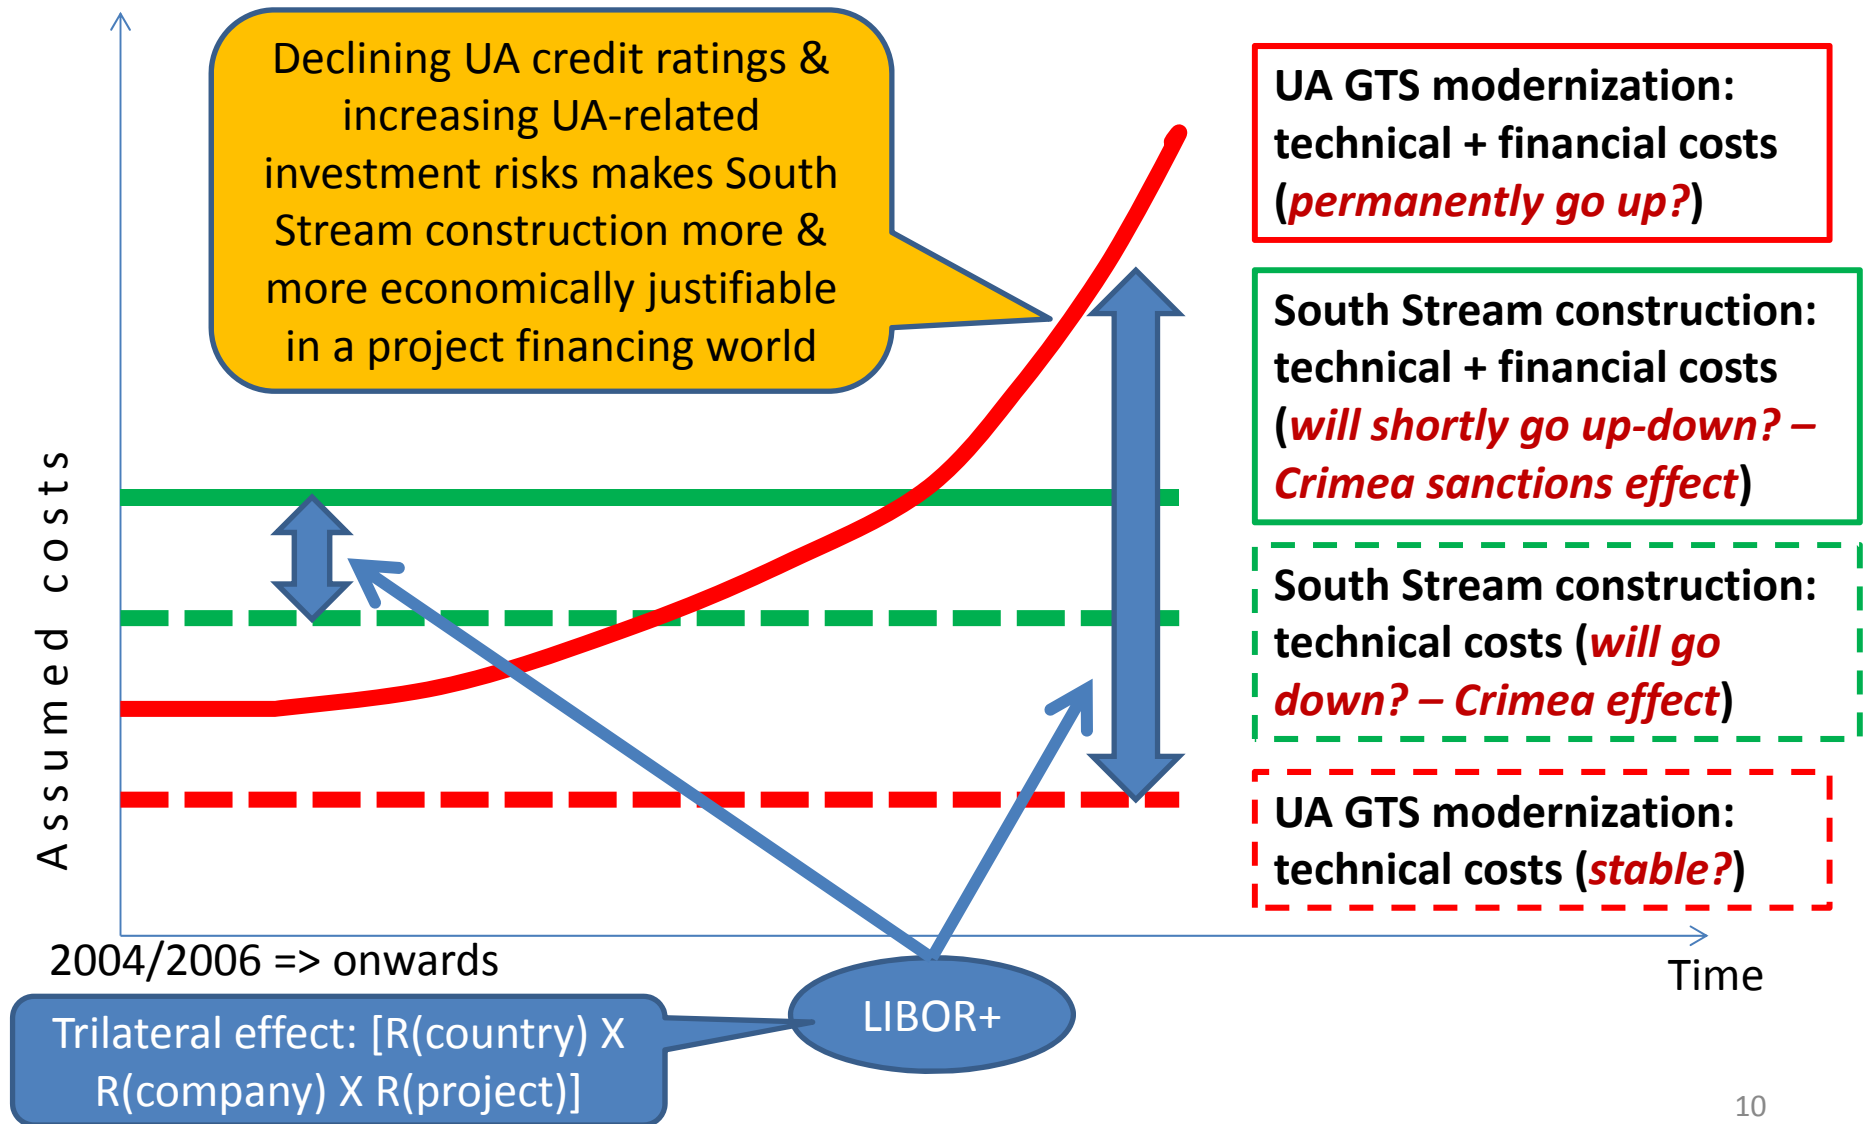 Declining UA credit ratings &
increasing UA-related
investment risks makes South
Stream construction more &
more economically justifiable
in a project financing world
UA GTS modernization:
technical + financial costs
(permanently go up?)
South Stream construction:
technical + financial costs
(will shortly go up-down? –
Crimea sanctions effect)
South Stream construction:
technical costs (will go
down? – Crimea effect)
UA GTS modernization:
technical costs (stable?)
Assumed costs
2004/2006 => onwards
Time
LIBOR+
Trilateral effect: [R(country) X
R(company) X R(project)]
10